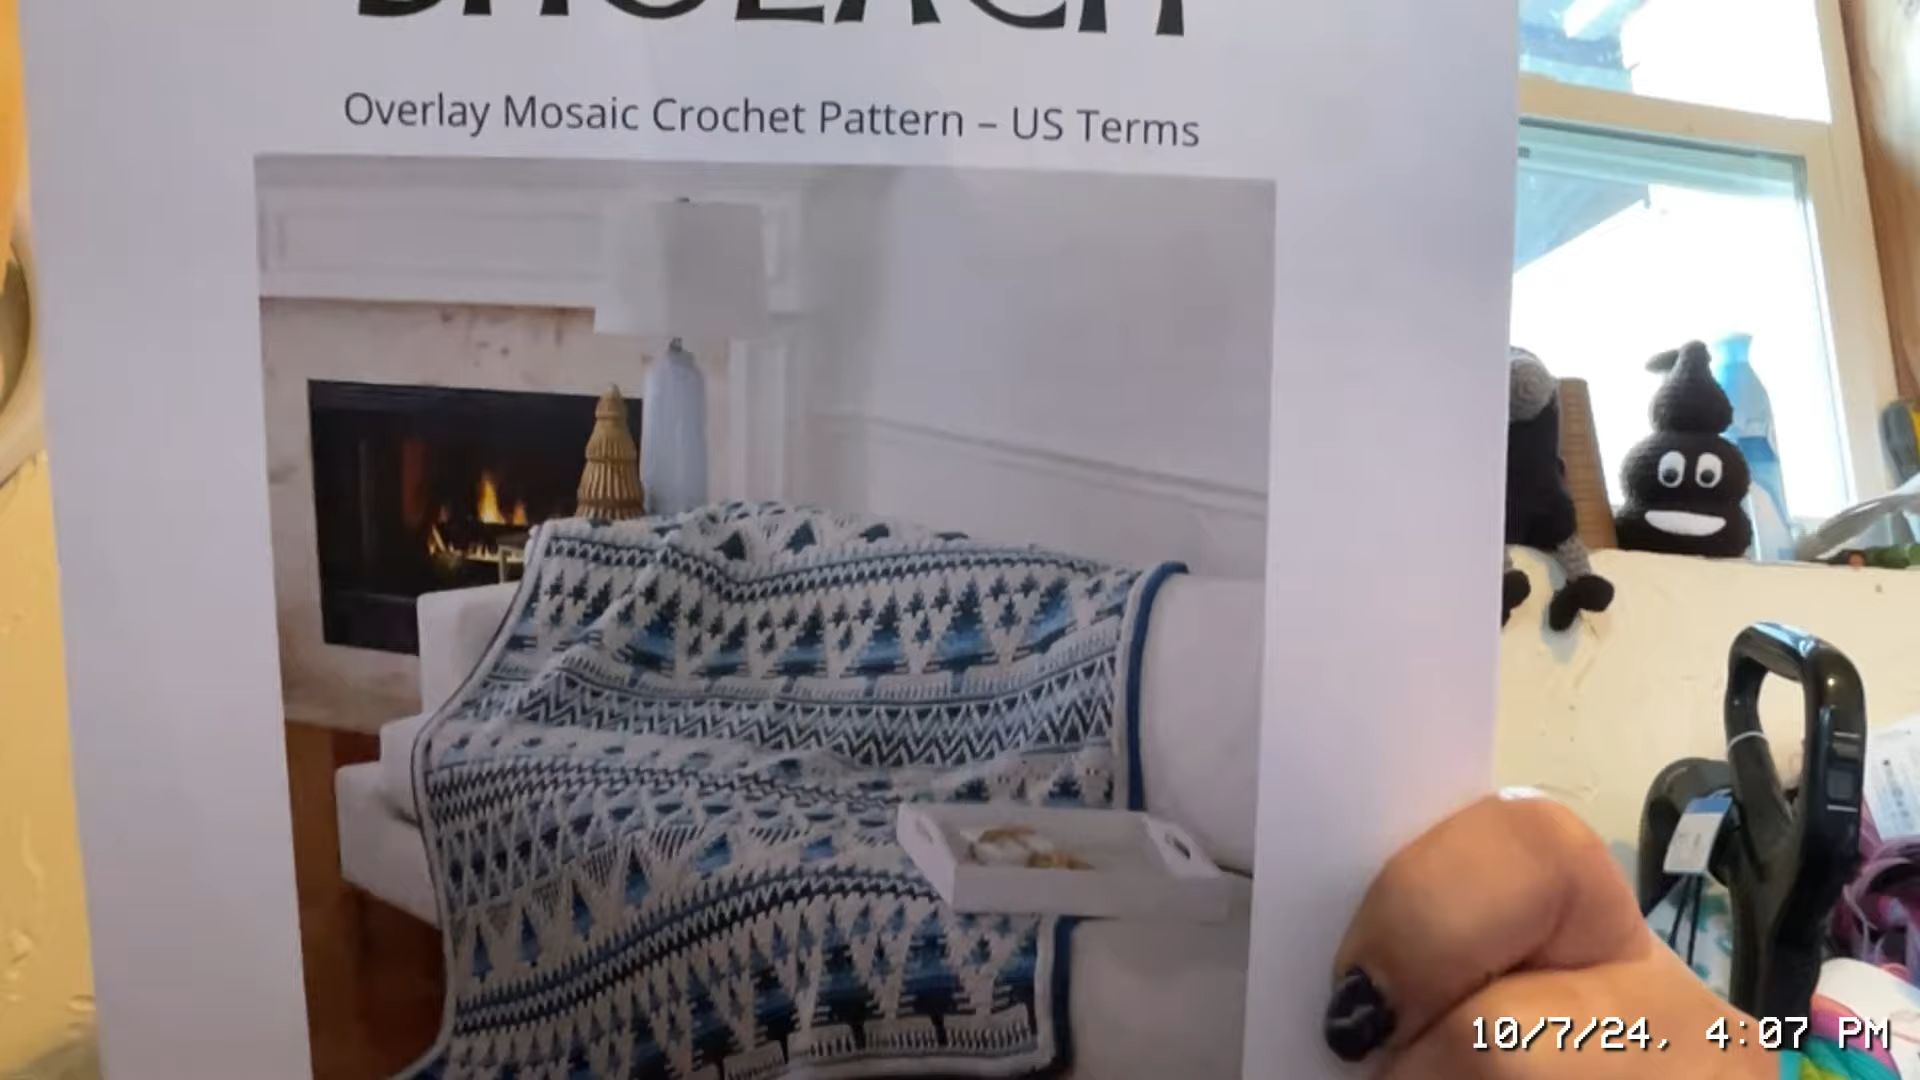 Overlay Mosaic Crochet Pattern – US Terms
10/7/24, 4:07 PM